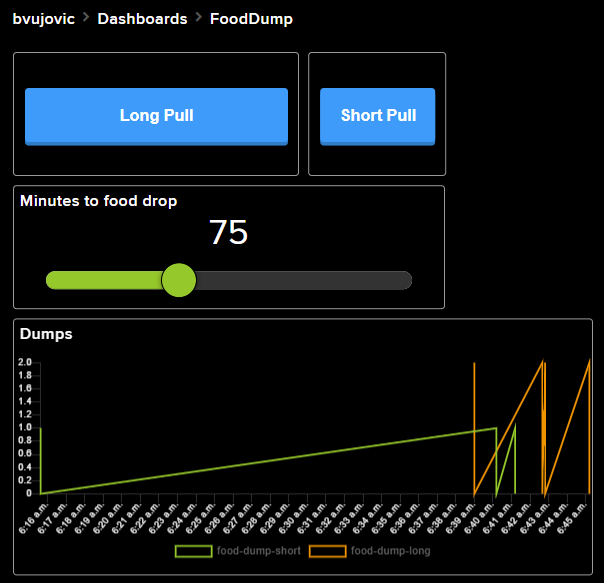 bvujovic > Dashboards > FoodDump
Long Pull
Short Pull
Minutes to food drop
75
Dumps
2.0
1.8
1.6
1.4
1.2
1.0
0.8
0.6
0.4
0.2
0
6:16 a.m.
6:17 a.m.
6:18 a.m.
6:19 a.m.
6:20 a.m.
6:21 a.m.
6:22 a.m.
6:23 a.m.
6:24 a.m.
6:25 a.m.
6:26 a.m.
6:27 a.m.
6:28 a.m.
6:29 a.m.
6:30 a.m.
6:31 a.m.
6:32 a.m.
6:33 a.m.
6:34 a.m.
6:35 a.m.
6:36 a.m.
6:37 a.m.
6:38 a.m.
6:39 a.m.
6:40 a.m.
6:41 a.m.
6:42 a.m.
6:43 a.m.
6:44 a.m.
6:45 a.m.
food-dump-short
food-dump-long